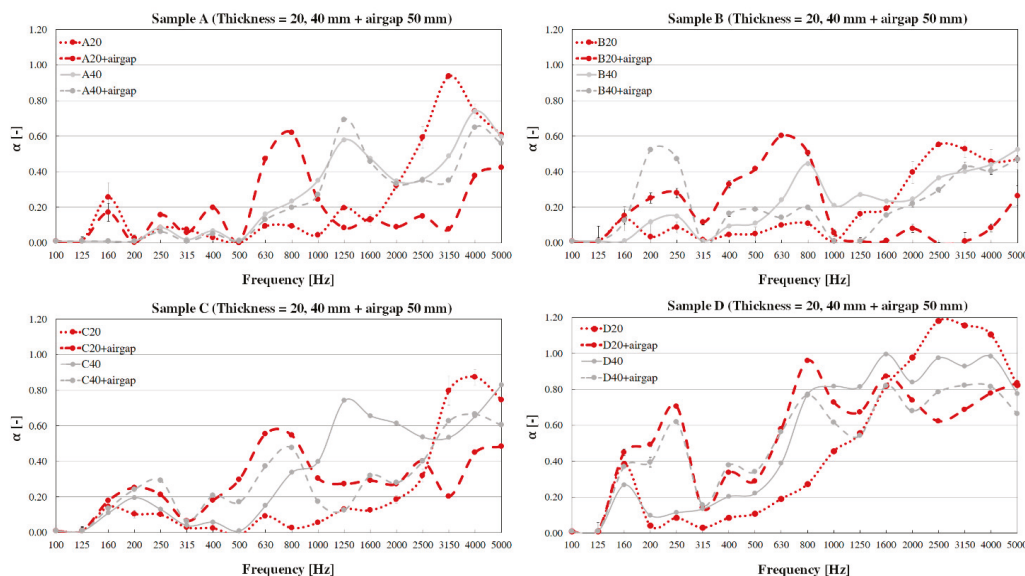 Sample A (Thickness = 20, 40 mm + airgap 50 mm)
1.20
1.00
0.80
0.60
0.40
0.20
0.00
α [-]
A20
A20+airgap
A40
A40+airgap
100 125 160 200 250 315 400 500 630 800 1000 1250 1600 2000 2500 3150 4000 5000
Frequency [Hz]
Sample B (Thickness = 20, 40 mm + airgap 50 mm)
1.20
1.00
0.80
0.60
0.40
0.20
0.00
α [-]
B20
B20+airgap
B40
B40+airgap
100 125 160 200 250 315 400 500 630 800 1000 1250 1600 2000 2500 3150 4000 5000
Frequency [Hz]
Sample C (Thickness = 20, 40 mm + airgap 50 mm)
1.20
1.00
0.80
0.60
0.40
0.20
0.00
α [-]
C20
C20+airgap
C40
C40+airgap
100 125 160 200 250 315 400 500 630 800 1000 1250 1600 2000 2500 3150 4000 5000
Frequency [Hz]
Sample D (Thickness = 20, 40 mm + airgap 50 mm)
1.20
1.00
0.80
0.60
0.40
0.20
0.00
α [-]
D20
D20+airgap
D40
D40+airgap
100 125 160 200 250 315 400 500 630 800 1000 1250 1600 2000 2500 3150 4000 5000
Frequency [Hz]